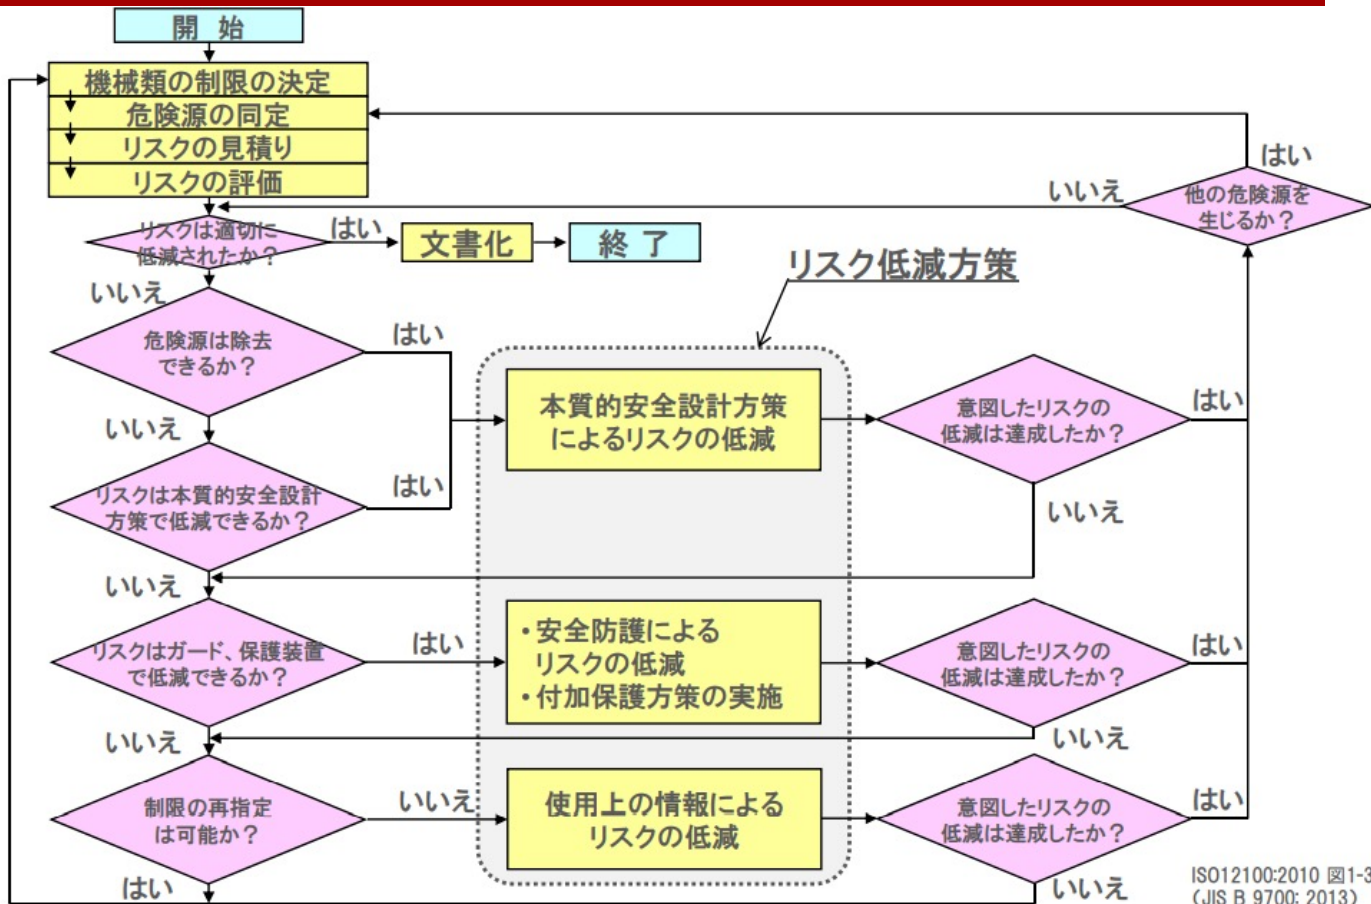 開 始
機械類の制限の決定
危険源の同定
リスクの見積り
リスクの評価
はい
いいえ
他の危険源を
生じるか？
リスクは適切に
低減されたか？
はい
文書化
終 了
リスク低減方策
いいえ
危険源は除去
できるか？
はい
本質的安全設計方策
によるリスクの低減
意図したリスクの
低減は達成したか？
はい
いいえ
リスクは本質的安全設計
方策で低減できるか？
はい
いいえ
いいえ
リスクはガード、保護装置
で低減できるか？
はい
・安全防護による
リスクの低減
・付加保護方策の実施
意図したリスクの
低減は達成したか？
はい
いいえ
いいえ
制限の再指定
は可能か？
いいえ
使用上の情報による
リスクの低減
意図したリスクの
低減は達成したか？
はい
はい
いいえ
ISO12100:2010 図1-3
（JIS B 9700: 2013）